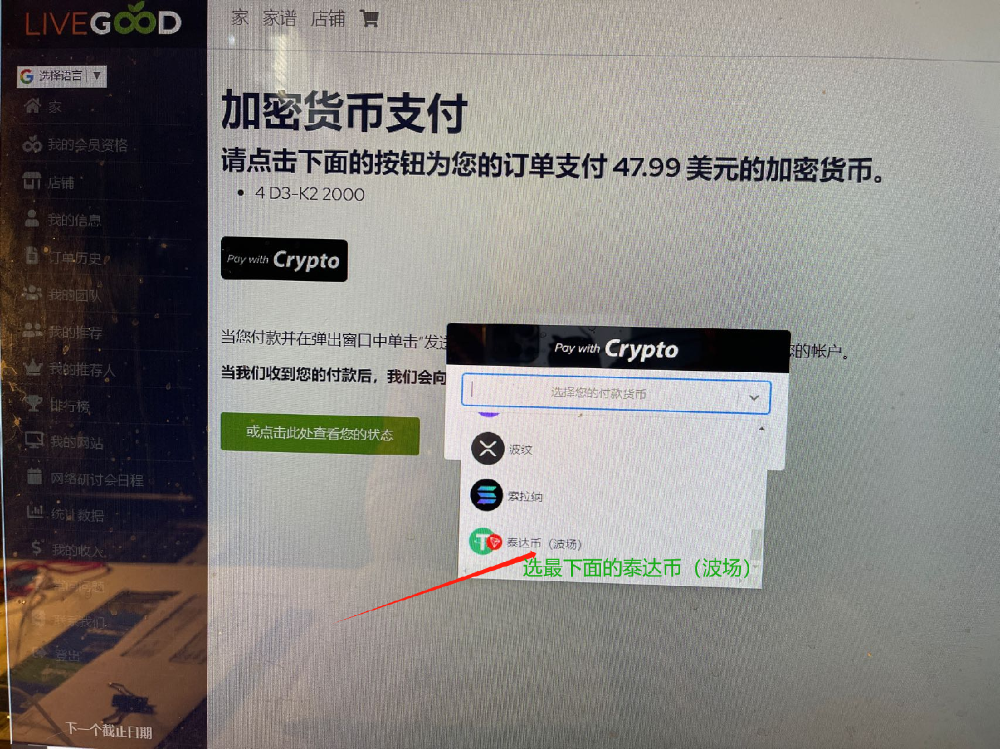 LIVEGOOD
家 家谱 店铺
选择语言 ▼
家
我的会员资格
店铺
我的信息
订单历史
我的团队
我的推荐
我的推荐人
排行榜
我的网站
网络研讨会日程
统计数据
我的收入
问题
联系我们
登出
下一个截止日期
加密货币支付
请点击下面的按钮为您的订单支付 47.99 美元的加密货币。
• 4 D3-K2 2000
Pay with Crypto
当您付款并在弹出窗口中单击“发送
您的帐户。
当我们收到您的付款后，我们会向
或点击此处查看您的状态
Pay with Crypto
选择您的付款货币
波纹
索拉纳
泰达币（波场）
选最下面的泰达币（波场）